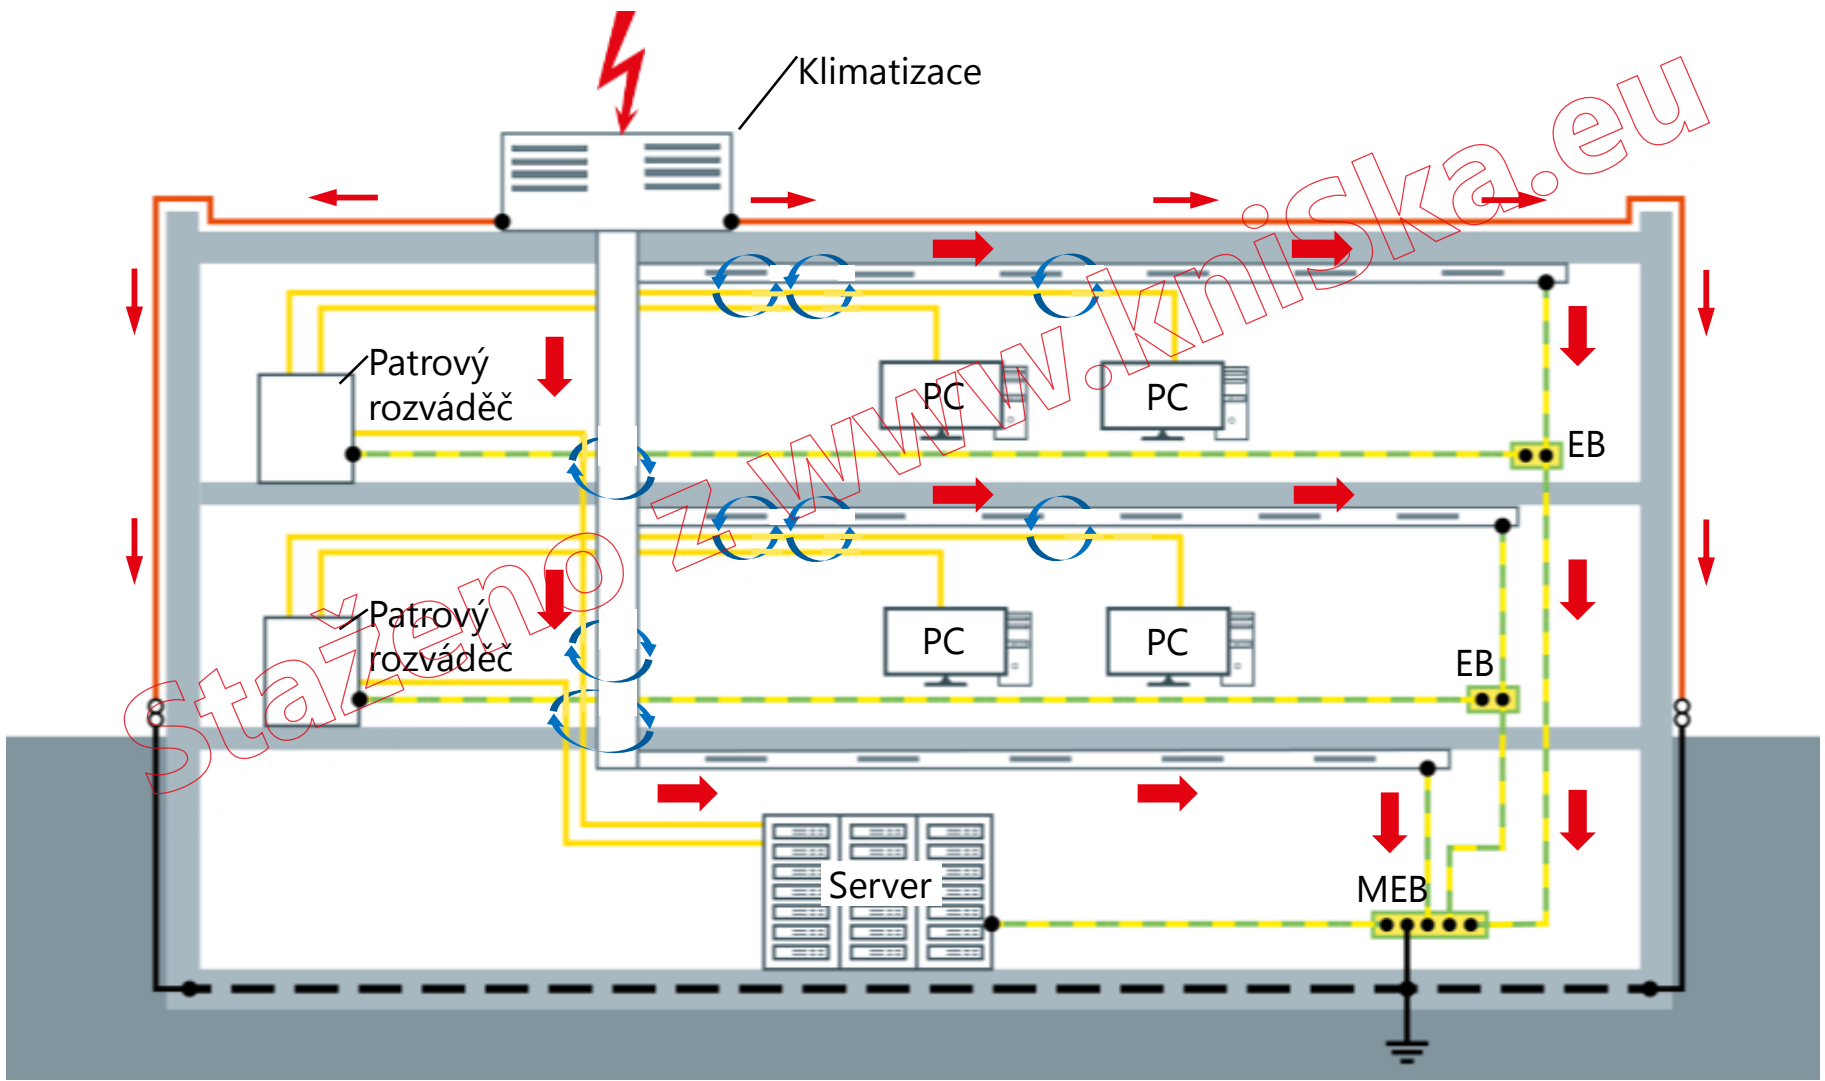 Klimatizace
Patrový
rozváděč
PC
PC
EB
Patrový
rozváděč
PC
PC
EB
Server
MEB
Staženo z www.kniska.eu